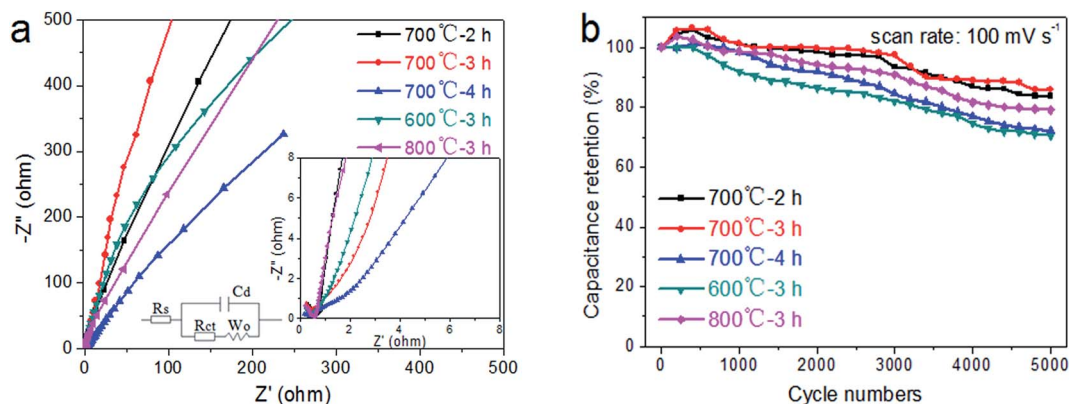 a
-Z" (ohm)
500
400
300
200
100
0
0
50
100
150
200
250
300
Z' (ohm)
700℃-2 h
700℃-3 h
700℃-4 h
600℃-3 h
800℃-3 h
Rs
Cd
Rct
Wo
-Z" (ohm)
8
6
4
2
0
2
4
6
8
Z' (ohm)
b
scan rate: 100 mV s⁻¹
Capacitance retention (%)
100
80
60
40
20
0
0
1000
2000
3000
4000
5000
Cycle numbers
700℃-2 h
700℃-3 h
700℃-4 h
600℃-3 h
800℃-3 h